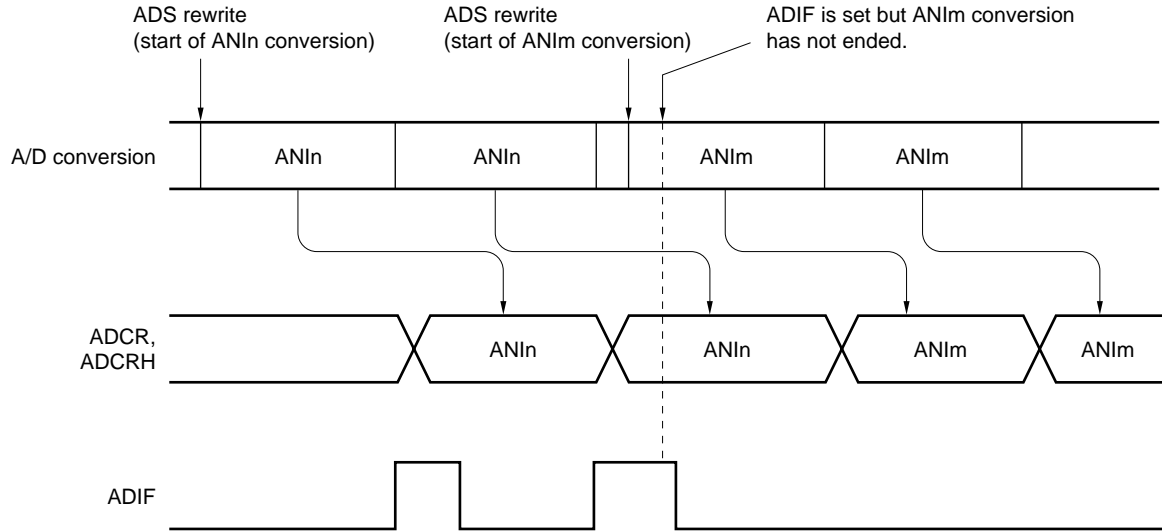 ADS rewrite
(start of ANIn conversion)
ADS rewrite
(start of ANIm conversion)
ADIF is set but ANIm conversion
has not ended.
A/D conversion
ANIn
ANIn
ANIm
ANIm
ADCR,
ADCRH
ANIn
ANIn
ANIm
ANIm
ADIF